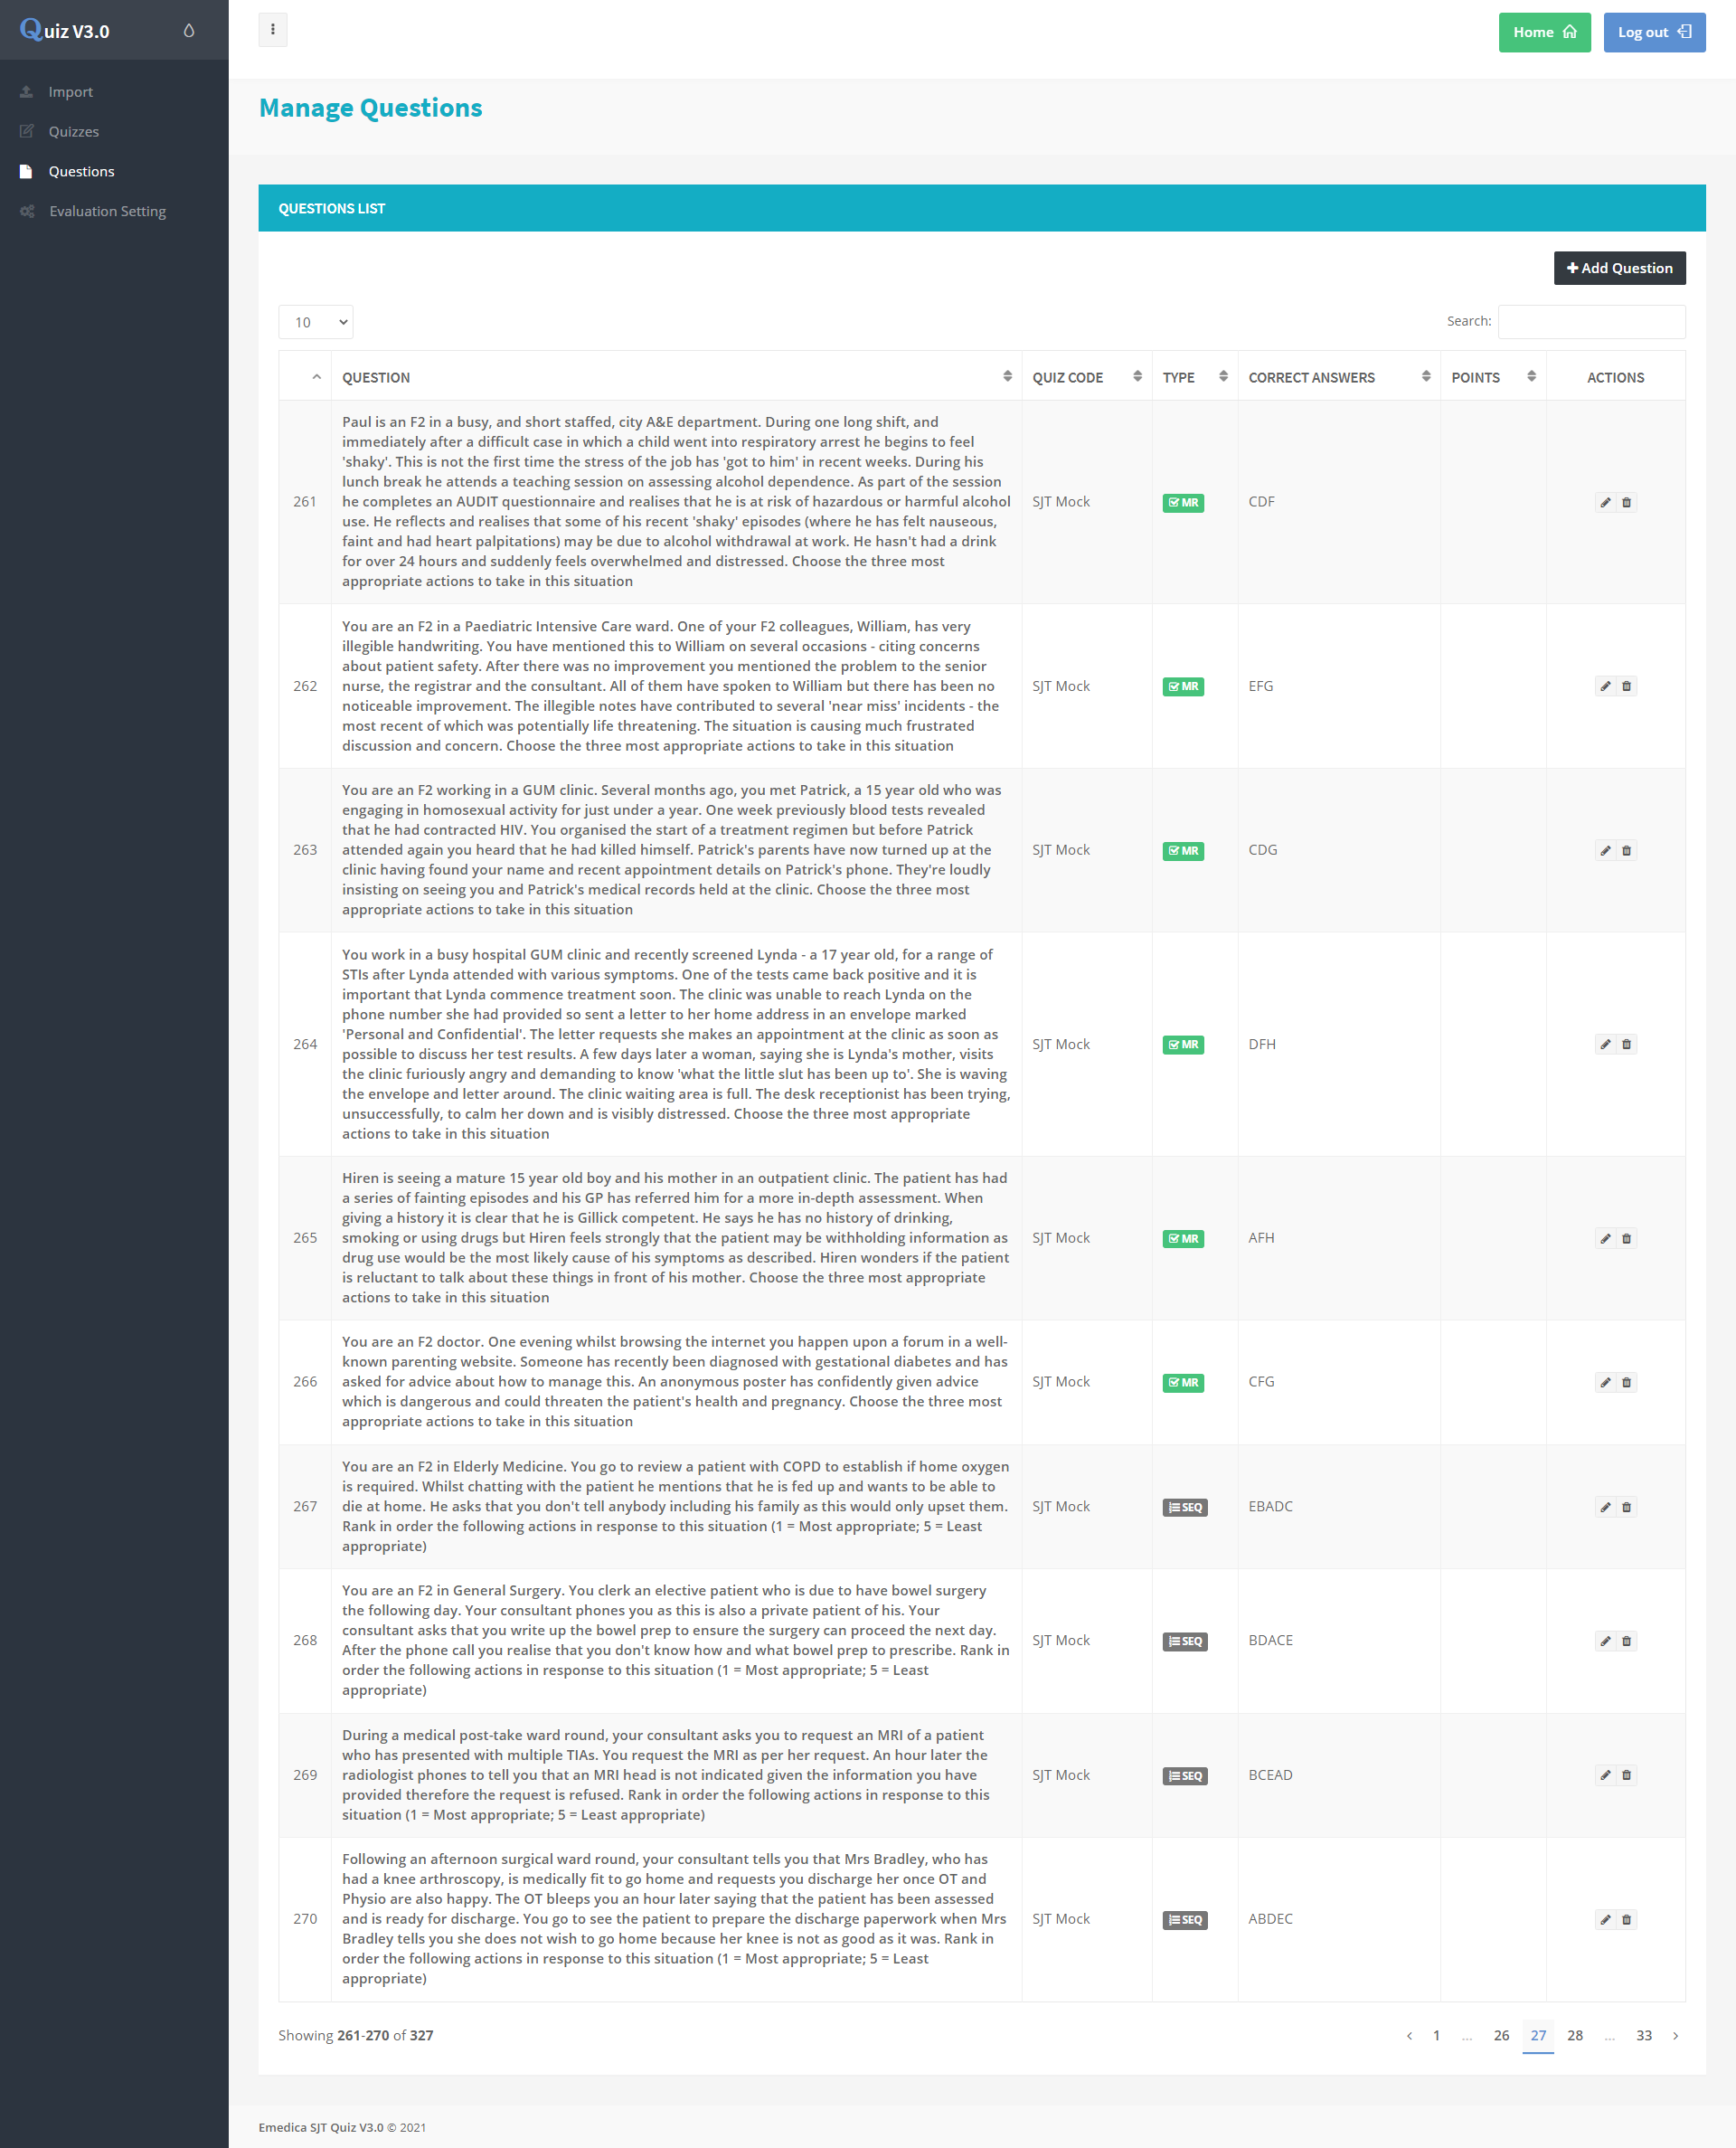 Quiz V3.0
Home
Log out
Import
Quizzes
Questions
Evaluation Setting
Manage Questions
QUESTIONS LIST
Add Question
10
Search:
QUESTION QUIZ CODE TYPE CORRECT ANSWERS POINTS ACTIONS
Paul is an F2 in a busy, and short staffed, city A&E department. During one long shift, and
immediately after a difficult case in which a child went into respiratory arrest he begins to feel
'shaky'. This is not the first time the stress of the job has 'got to him' in recent weeks. During his
lunch break he attends a teaching session on assessing alcohol dependence. As part of the session
261 he completes an AUDIT questionnaire and realises that he is at risk of hazardous or harmful alcohol SJT Mock MR CDF
use. He reflects and realises that some of his recent 'shaky' episodes (where he has felt nauseous,
faint and had heart palpitations) may be due to alcohol withdrawal at work. He hasn't had a drink
for over 24 hours and suddenly feels overwhelmed and distressed. Choose the three most
appropriate actions to take in this situation
You are an F2 in a Paediatric Intensive Care ward. One of your F2 colleagues, William, has very
illegible handwriting. You have mentioned this to William on several occasions - citing concerns
about patient safety. After there was no improvement you mentioned the problem to the senior
262 nurse, the registrar and the consultant. All of them have spoken to William but there has been no SJT Mock MR EFG
noticeable improvement. The illegible notes have contributed to several 'near miss' incidents - the
most recent of which was potentially life threatening. The situation is causing much frustrated
discussion and concern. Choose the three most appropriate actions to take in this situation
You are an F2 working in a GUM clinic. Several months ago, you met Patrick, a 15 year old who was
engaging in homosexual activity for just under a year. One week previously blood tests revealed
that he had contracted HIV. You organised the start of a treatment regimen but before Patrick
263 attended again you heard that he had killed himself. Patrick's parents have now turned up at the SJT Mock MR CDG
clinic having found your name and recent appointment details on Patrick's phone. They're loudly
insisting on seeing you and Patrick's medical records held at the clinic. Choose the three most
appropriate actions to take in this situation
You work in a busy hospital GUM clinic and recently screened Lynda - a 17 year old, for a range of
STIs after Lynda attended with various symptoms. One of the tests came back positive and it is
important that Lynda commence treatment soon. The clinic was unable to reach Lynda on the
phone number she had provided so sent a letter to her home address in an envelope marked
'Personal and Confidential'. The letter requests she makes an appointment at the clinic as soon as
264 possible to discuss her test results. A few days later a woman, saying she is Lynda's mother, visits SJT Mock MR DFH
the clinic furiously angry and demanding to know 'what the little slut has been up to'. She is waving
the envelope and letter around. The clinic waiting area is full. The desk receptionist has been trying,
unsuccessfully, to calm her down and is visibly distressed. Choose the three most appropriate
actions to take in this situation
Hiren is seeing a mature 15 year old boy and his mother in an outpatient clinic. The patient has had
a series of fainting episodes and his GP has referred him for a more in-depth assessment. When
giving a history it is clear that he is Gillick competent. He says he has no history of drinking,
265 smoking or using drugs but Hiren feels strongly that the patient may be withholding information as SJT Mock MR AFH
drug use would be the most likely cause of his symptoms as described. Hiren wonders if the patient
is reluctant to talk about these things in front of his mother. Choose the three most appropriate
actions to take in this situation
You are an F2 doctor. One evening whilst browsing the internet you happen upon a forum in a well-
known parenting website. Someone has recently been diagnosed with gestational diabetes and has
266 asked for advice about how to manage this. An anonymous poster has confidently given advice SJT Mock MR CFG
which is dangerous and could threaten the patient's health and pregnancy. Choose the three most
appropriate actions to take in this situation
You are an F2 in Elderly Medicine. You go to review a patient with COPD to establish if home oxygen
is required. Whilst chatting with the patient he mentions that he is fed up and wants to be able to
267 die at home. He asks that you don't tell anybody including his family as this would only upset them. SJT Mock SEQ EBADC
Rank in order the following actions in response to this situation (1 = Most appropriate; 5 = Least
appropriate)
You are an F2 in General Surgery. You clerk an elective patient who is due to have bowel surgery
the following day. Your consultant phones you as this is also a private patient of his. Your
consultant asks that you write up the bowel prep to ensure the surgery can proceed the next day.
268 After the phone call you realise that you don't know how and what bowel prep to prescribe. Rank in SJT Mock SEQ BDACE
order the following actions in response to this situation (1 = Most appropriate; 5 = Least
appropriate)
During a medical post-take ward round, your consultant asks you to request an MRI of a patient
who has presented with multiple TIAs. You request the MRI as per her request. An hour later the
269 radiologist phones to tell you that an MRI head is not indicated given the information you have SJT Mock SEQ BCEAD
provided therefore the request is refused. Rank in order the following actions in response to this
situation (1 = Most appropriate; 5 = Least appropriate)
Following an afternoon surgical ward round, your consultant tells you that Mrs Bradley, who has
had a knee arthroscopy, is medically fit to go home and requests you discharge her once OT and
Physio are also happy. The OT bleeps you an hour later saying that the patient has been assessed
270 and is ready for discharge. You go to see the patient to prepare the discharge paperwork when Mrs SJT Mock SEQ ABDEC
Bradley tells you she does not wish to go home because her knee is not as good as it was. Rank in
order the following actions in response to this situation (1 = Most appropriate; 5 = Least
appropriate)
Showing 261-270 of 327
1 ... 26 27 28 ... 33
Emedica SJT Quiz V3.0 © 2021